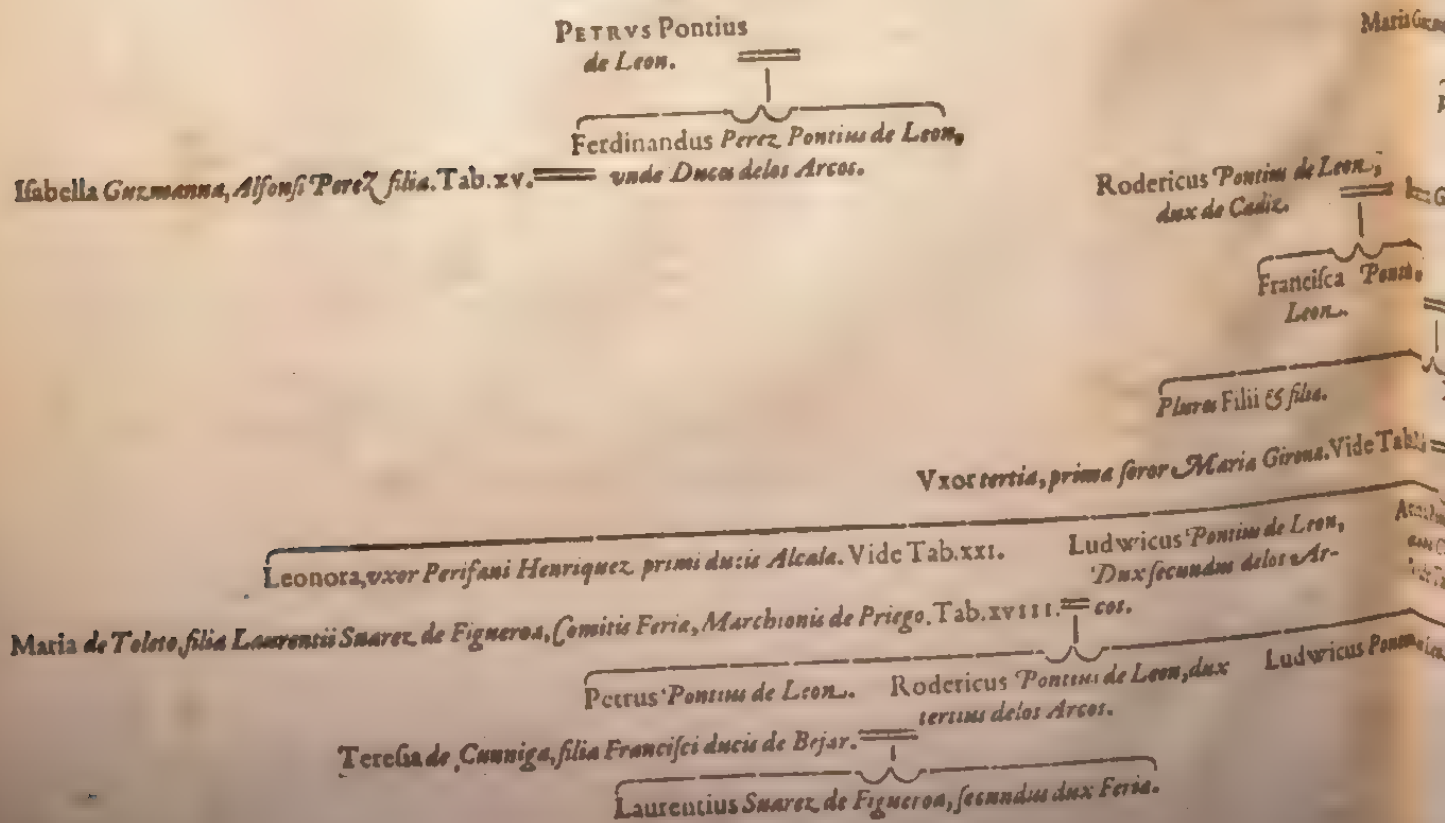 PETRVS Pontius
de Leon.
Ferdinandus Perez Pontius de Leon,
Isabella Guzmanna, Alfonsi Perez filia. Tab. xv. vnde Duces delos Arcos.
Rodericus Pontius de Leon,
dux de Cadiz.
Francisca
Leon.
Plures Filii & filia.
Vxor tertia, prima soror Maria Girona. Vide
Leonora, vxor Perifani Henriquez primi ducis Alcala. Vide Tab. xxi.
Ludwicus Pontius de Leon,
Dux secundus delos Ar-
Maria de Toleto, filia Laurentii Suarez de Figueroa, Comitis Feria, Marchionis de Priego. Tab. xviii. cos.
Petrus Pontius de Leon.
Rodericus Pontius de Leon, dux
tertius delos Arcos.
Ludwicus
Teresia de Cunniga, filia Francisci ducis de Bejar.
Laurentius Suarez de Figueroa, secundus dux Feria.